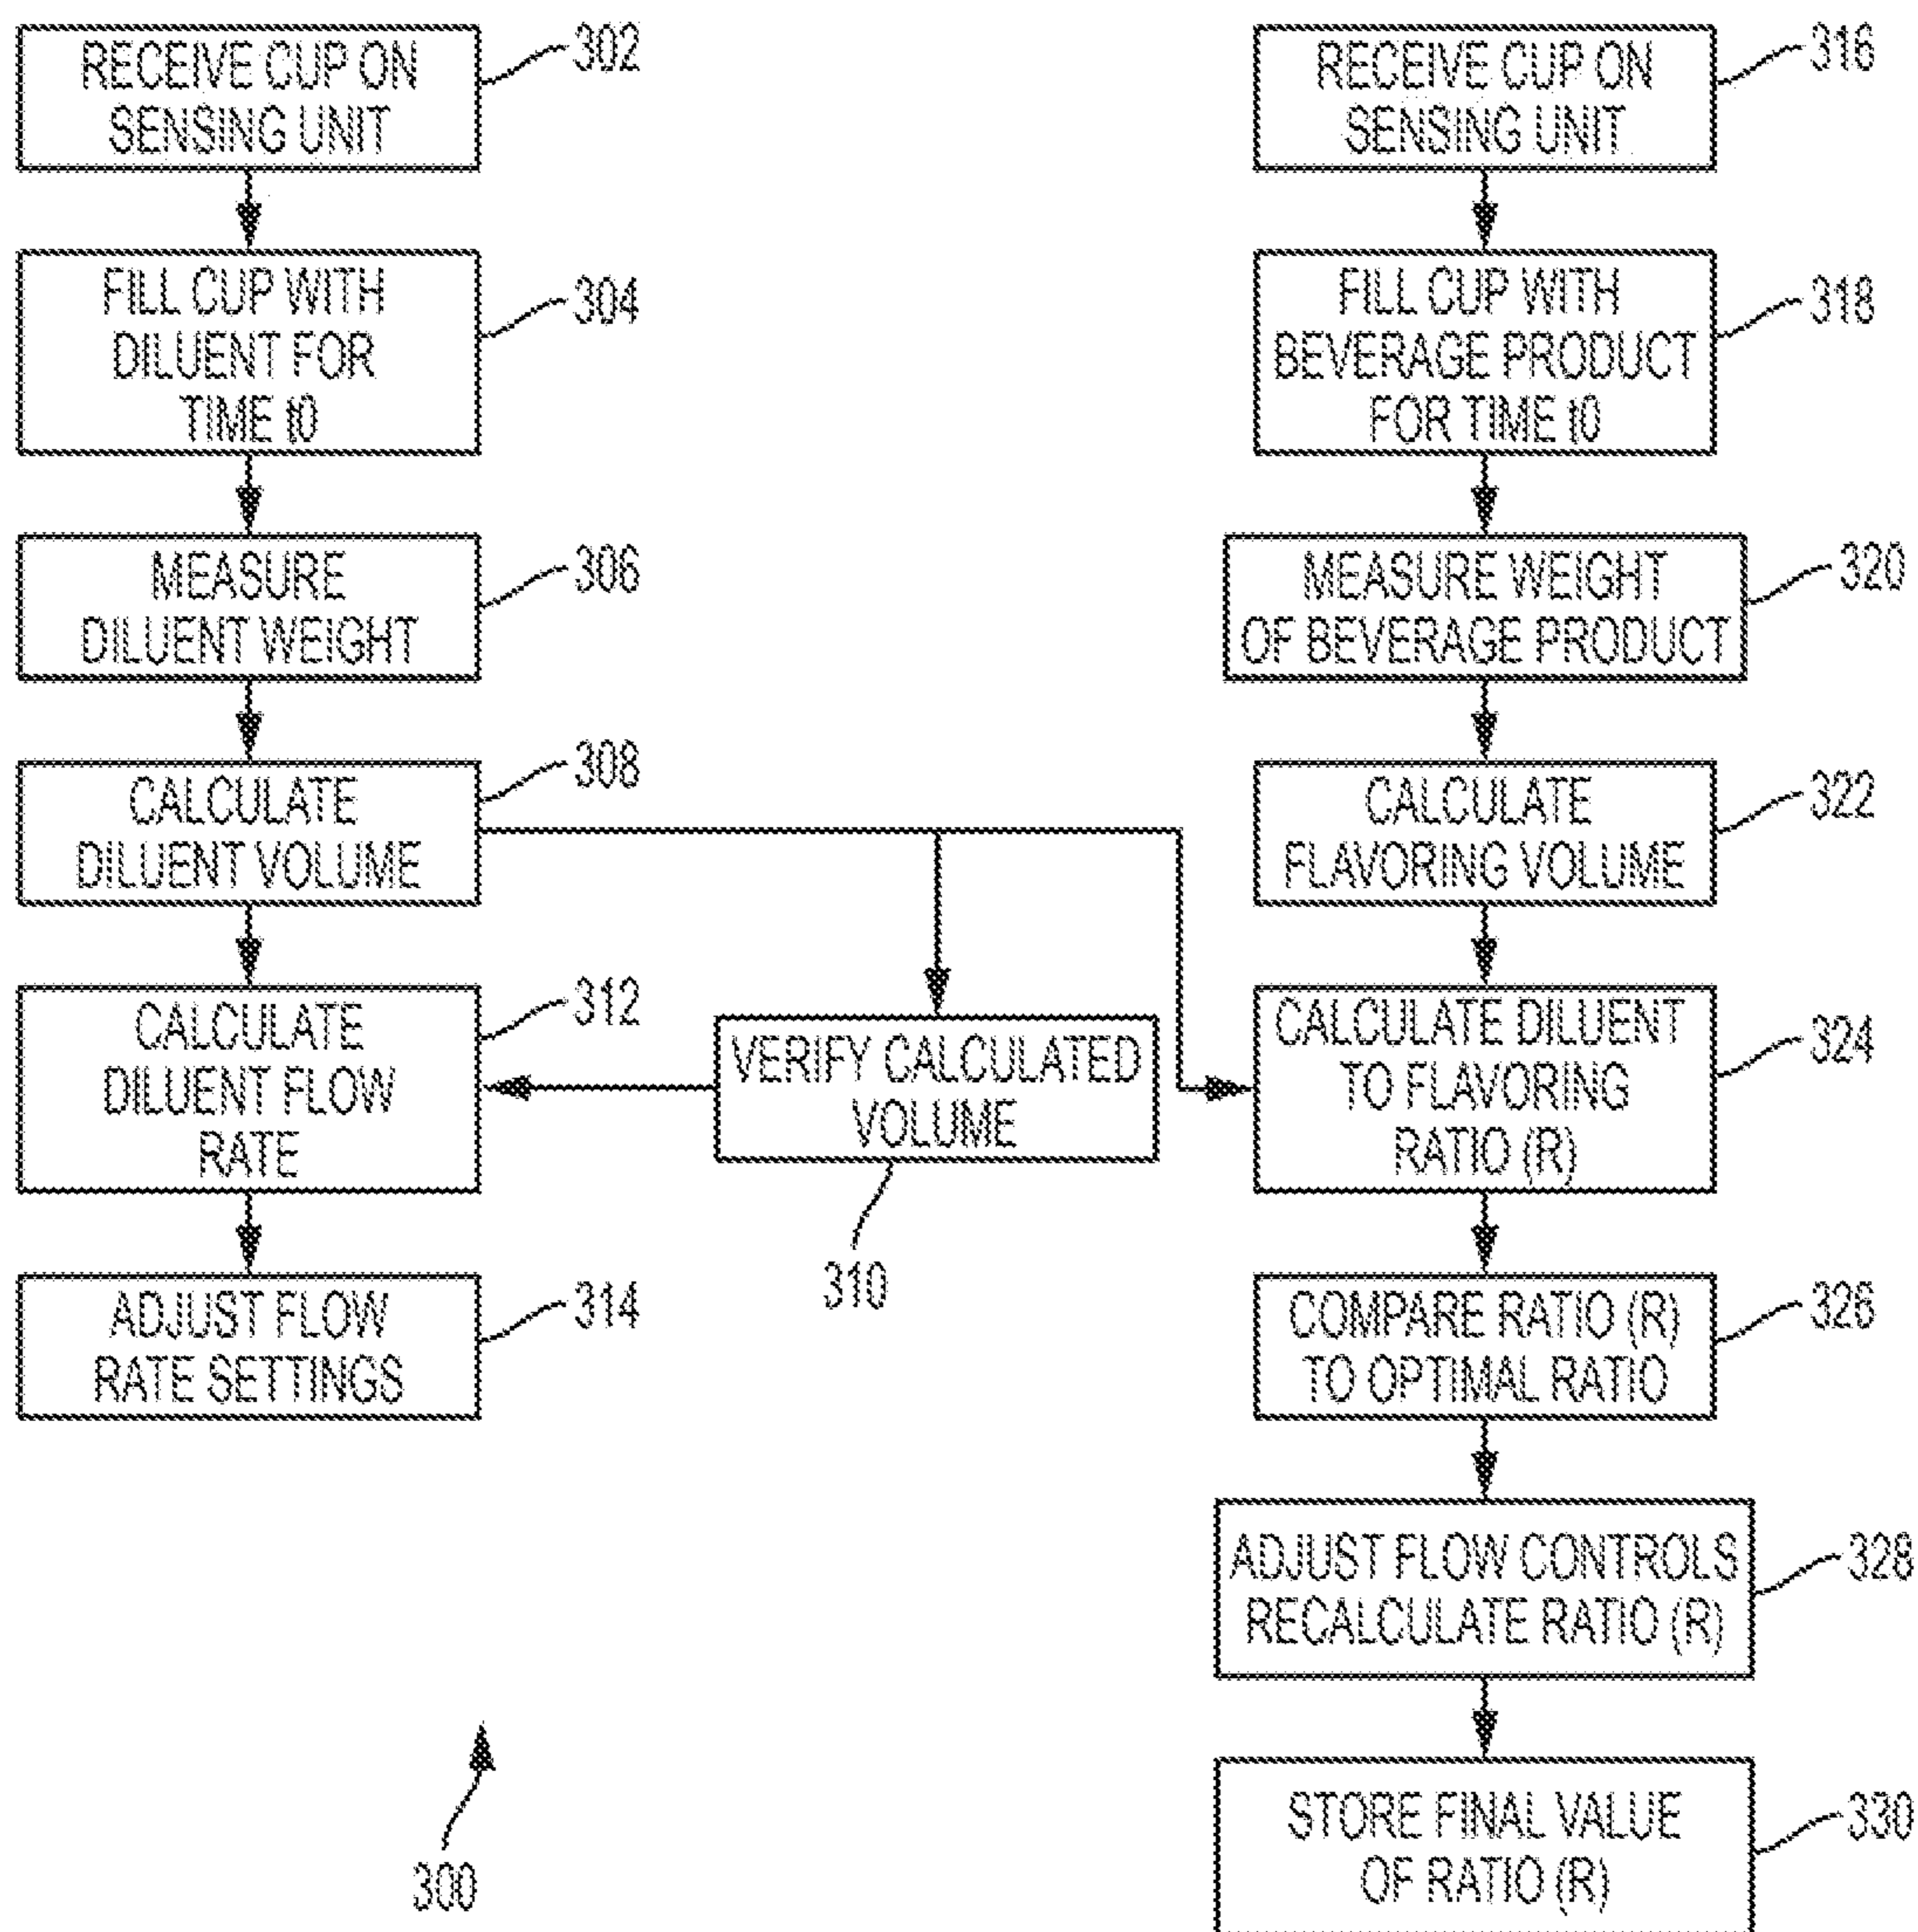 RECEIVE CUP ON
SENSING UNIT
302
FILL CUP WITH
DILUENT FOR
TIME t0
304
MEASURE
DILUENT WEIGHT
306
CALCULATE
DILUENT VOLUME
308
CALCULATE
DILUENT FLOW
RATE
312
ADJUST FLOW
RATE SETTINGS
314
VERIFY CALCULATED
VOLUME
310
300
RECEIVE CUP ON
SENSING UNIT
316
FILL CUP WITH
BEVERAGE PRODUCT
FOR TIME t0
318
MEASURE WEIGHT
OF BEVERAGE PRODUCT
320
CALCULATE
FLAVORING VOLUME
322
CALCULATE DILUENT
TO FLAVORING
RATIO (R)
324
COMPARE RATIO (R)
TO OPTIMAL RATIO
326
ADJUST FLOW CONTROLS
RECALCULATE RATIO (R)
328
STORE FINAL VALUE
OF RATIO (R)
330